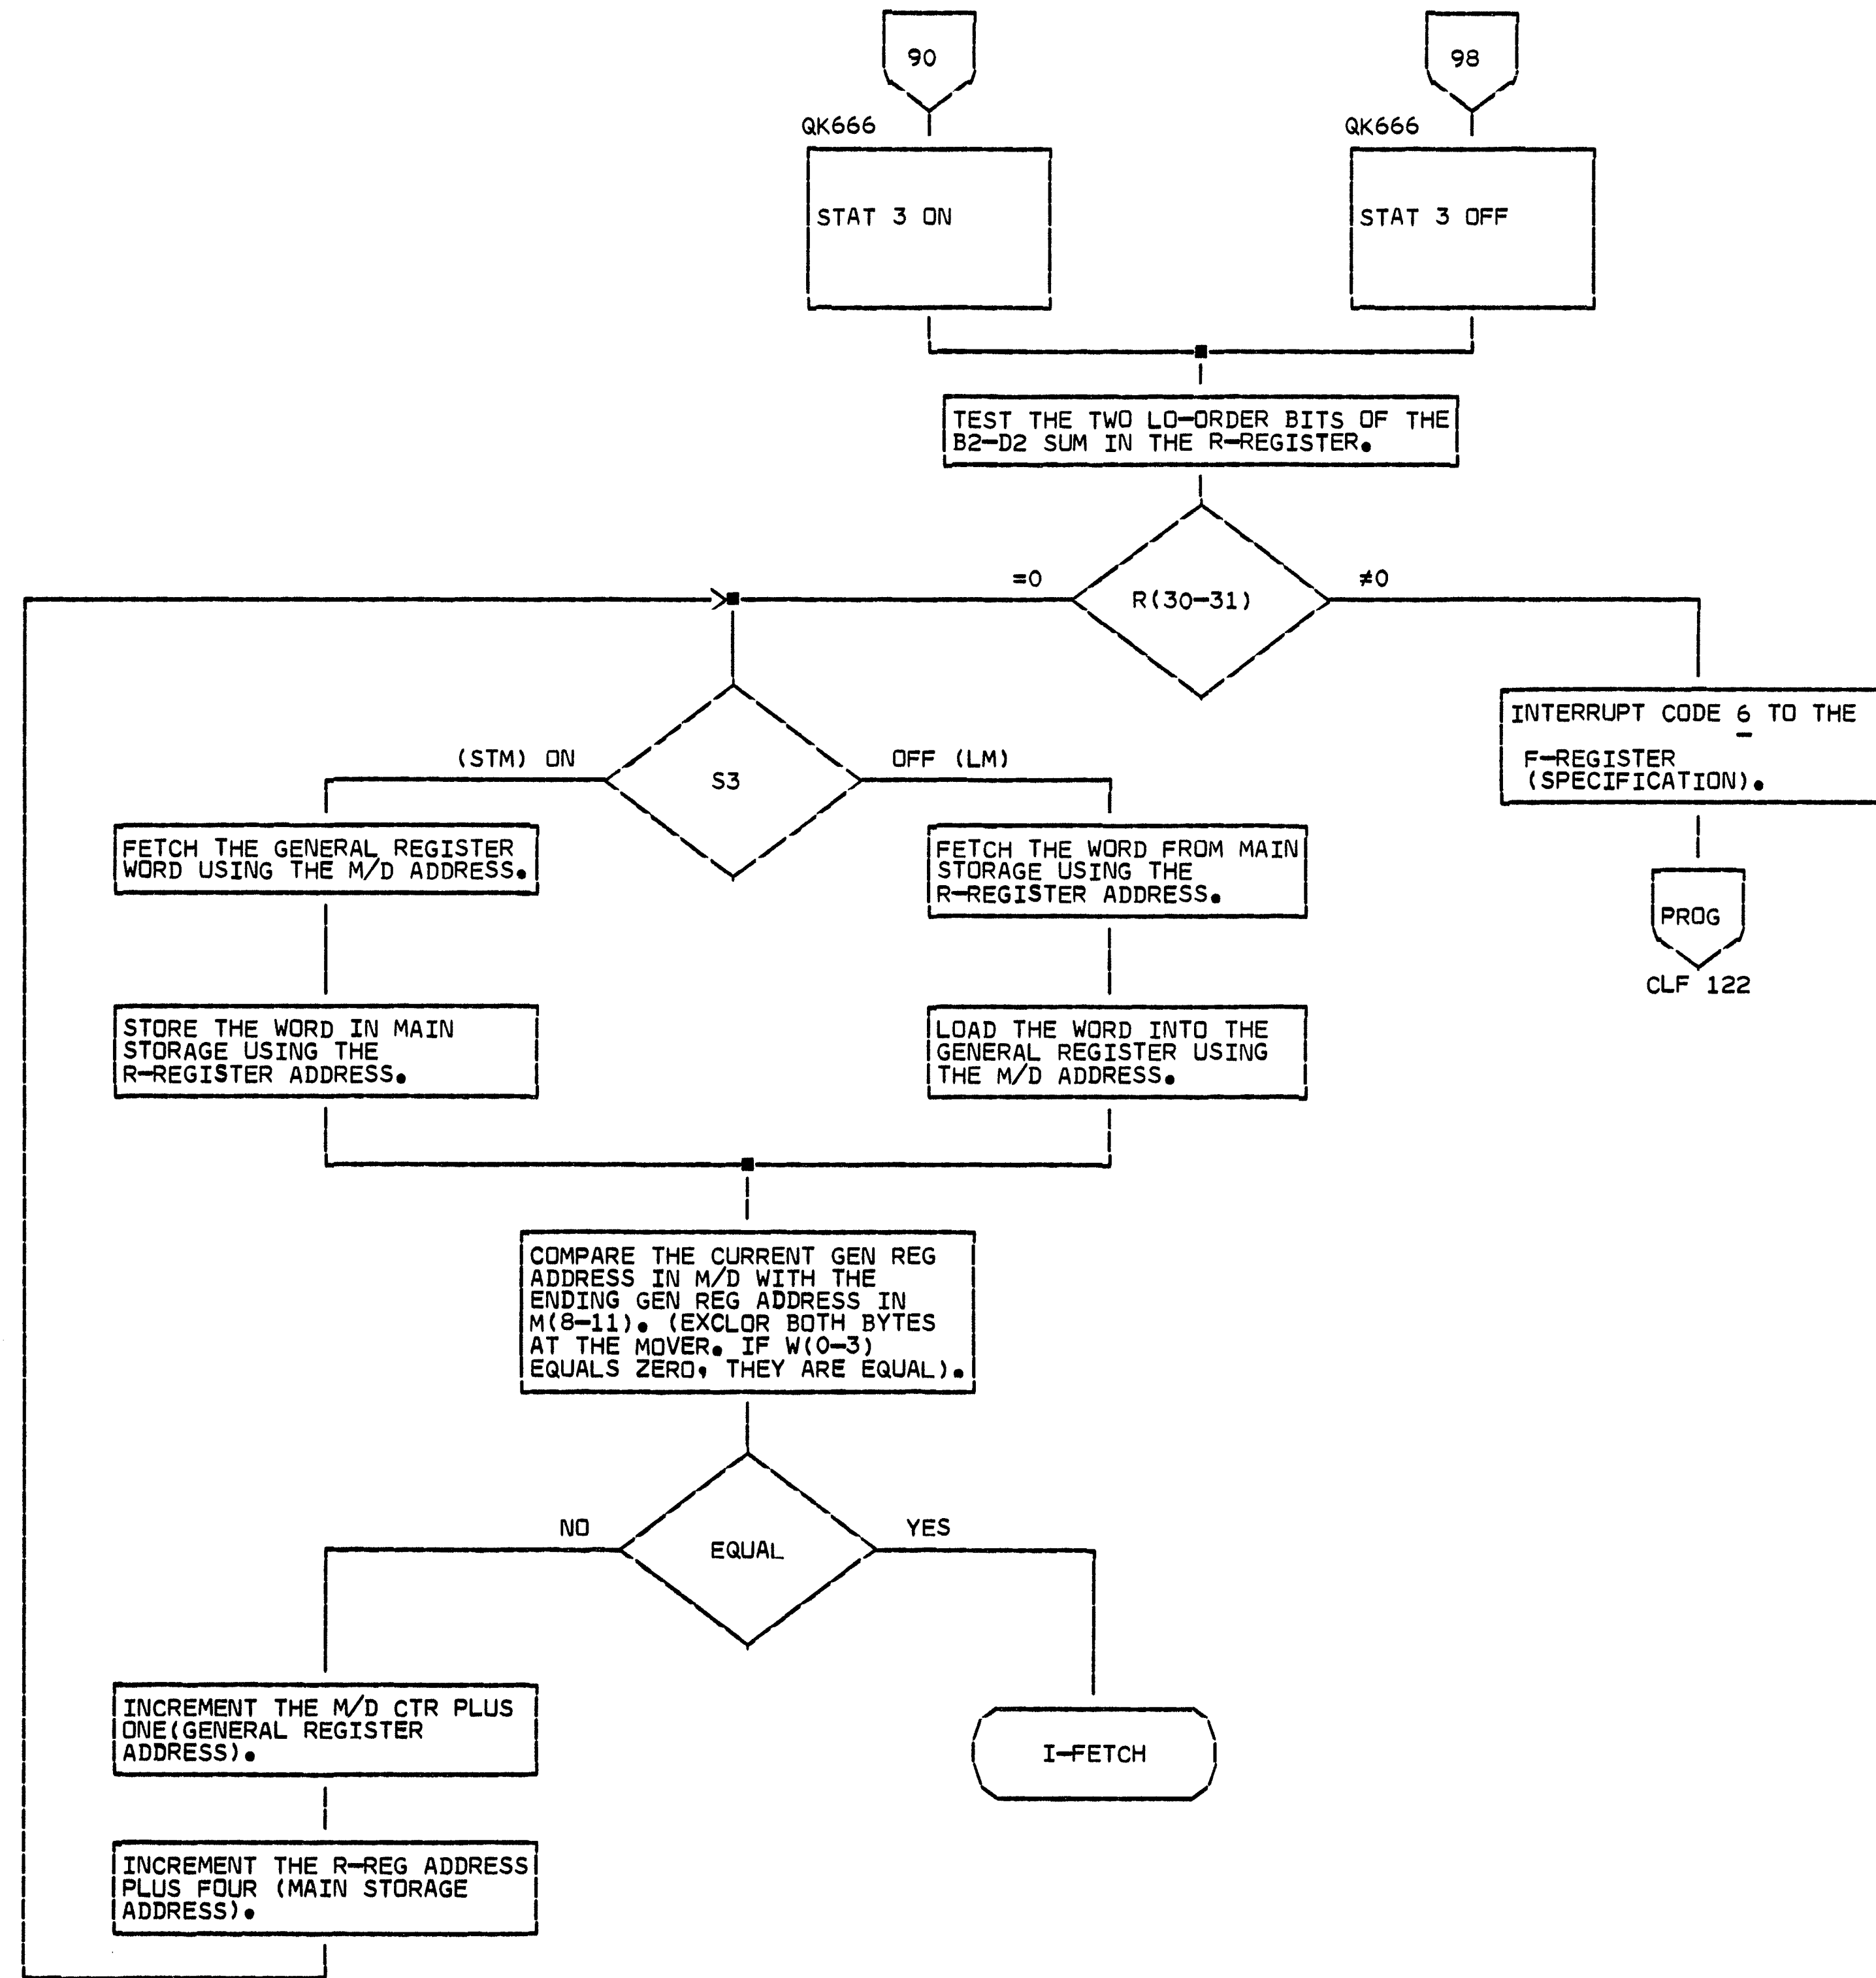 90
98
QK666
QK666
STAT 3 ON
STAT 3 OFF
TEST THE TWO LO-ORDER BITS OF THE
B2-D2 SUM IN THE R-REGISTER.
=0
R(30-31)
≠0
INTERRUPT CODE 6 TO THE
F-REGISTER
(SPECIFICATION).
PROG
CLF 122
(STM) ON
S3
OFF (LM)
FETCH THE GENERAL REGISTER
WORD USING THE M/D ADDRESS.
FETCH THE WORD FROM MAIN
STORAGE USING THE
R-REGISTER ADDRESS.
STORE THE WORD IN MAIN
STORAGE USING THE
R-REGISTER ADDRESS.
LOAD THE WORD INTO THE
GENERAL REGISTER USING
THE M/D ADDRESS.
COMPARE THE CURRENT GEN REG
ADDRESS IN M/D WITH THE
ENDING GEN REG ADDRESS IN
M(8-11). (EXCLOR BOTH BYTES
AT THE MOVER. IF W(0-3)
EQUALS ZERO, THEY ARE EQUAL).
NO
EQUAL
YES
INCREMENT THE M/D CTR PLUS
ONE(GENERAL REGISTER
ADDRESS).
I-FETCH
INCREMENT THE R-REG ADDRESS
PLUS FOUR (MAIN STORAGE
ADDRESS).